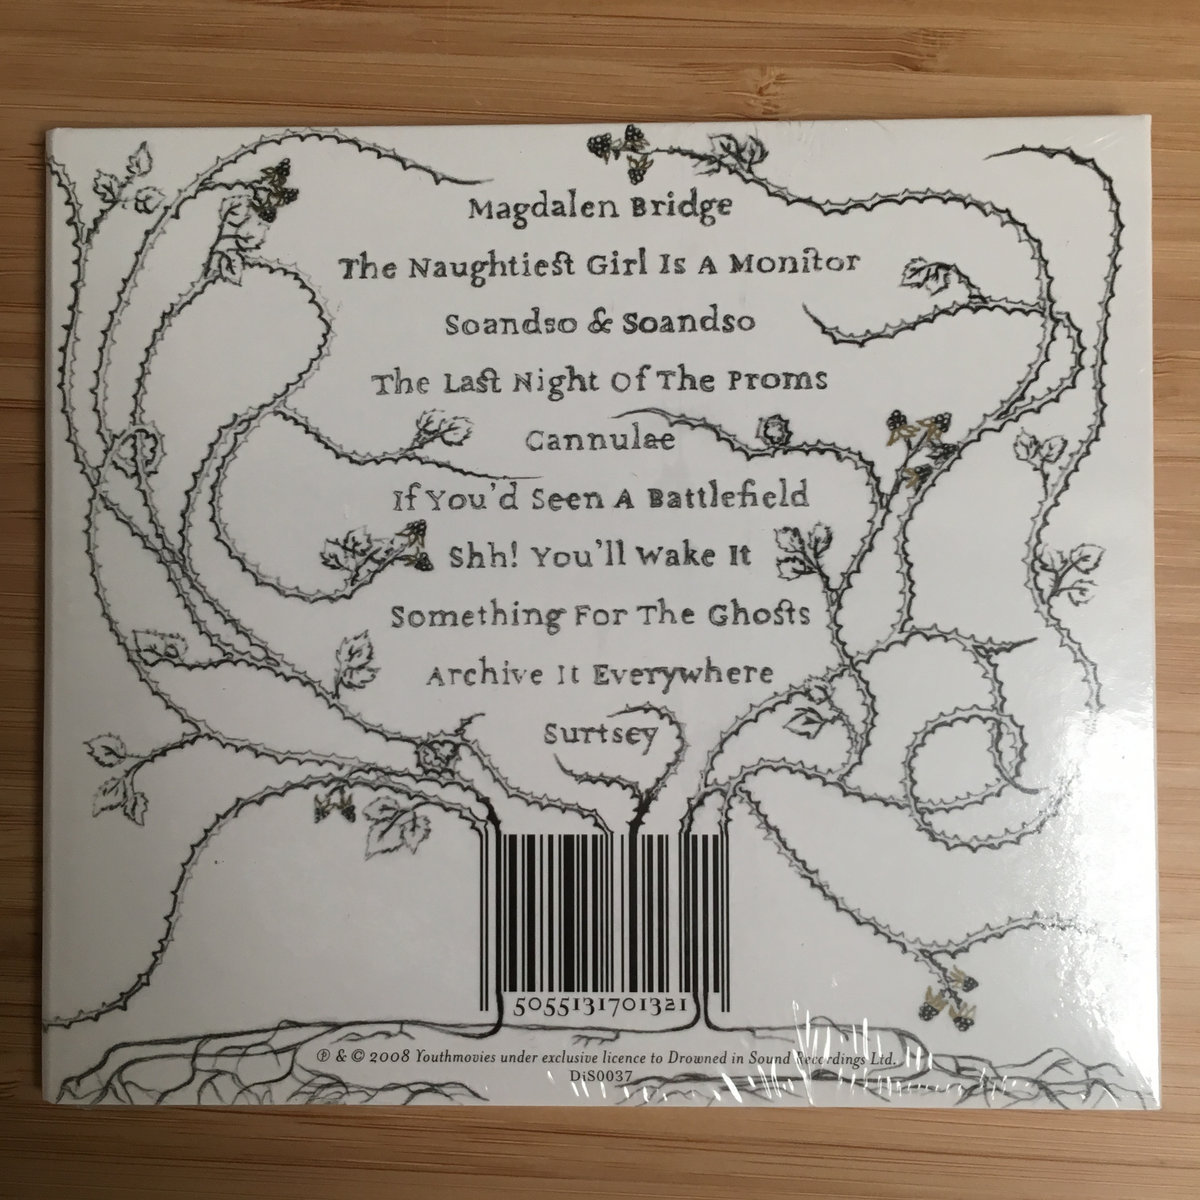 Magdalen Bridge
The Naughtiest Girl Is A Monitor
Soandso & Soandso
The Last Night Of The Proms
Cannulae
If You'd Seen A Battlefield
Shh! You'll Wake It
Something For The Ghosts
Archive It Everywhere
Surtsey
5055131701321
℗ & © 2008 Youthmovies under exclusive licence to Drowned in Sound Recordings Ltd.
DiS0037